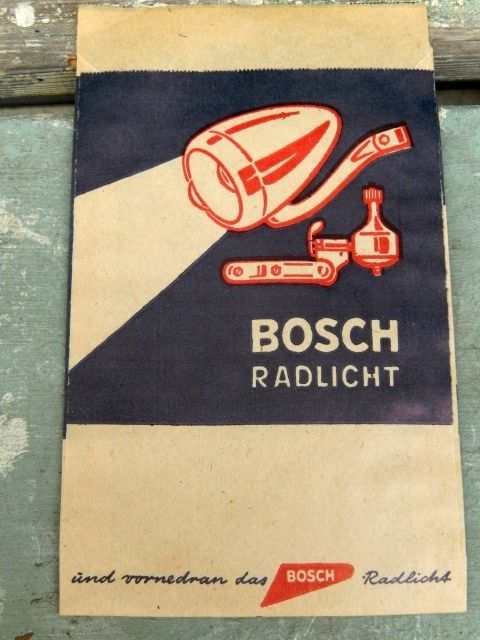 BOSCH
RADLICHT
und vornedran das BOSCH Radlicht